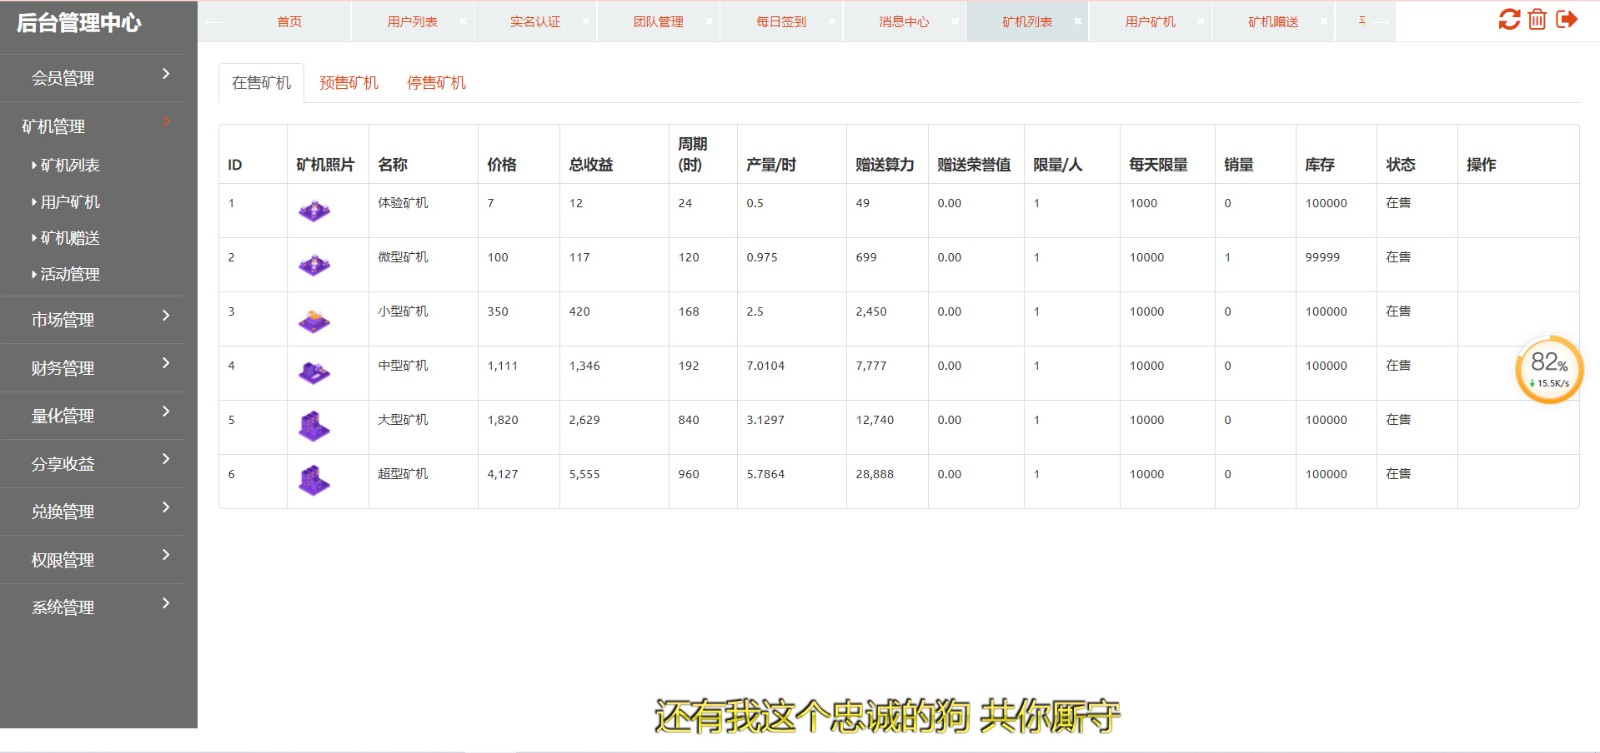 后台管理中心
首页 用户列表 实名认证 团队管理 每日签到 消息中心 矿机列表 用户矿机 矿机赠送
会员管理
矿机管理
矿机列表
用户矿机
矿机赠送
活动管理
市场管理
财务管理
量化管理
分享收益
兑换管理
权限管理
系统管理
在售矿机 预售矿机 停售矿机
ID 矿机照片 名称 价格 总收益 周期(时) 产量/时 赠送算力 赠送荣誉值 限量/人 每天限量 销量 库存 状态 操作
1 体验矿机 7 12 24 0.5 49 0.00 1 1000 0 100000 在售
2 微型矿机 100 117 120 0.975 699 0.00 1 10000 1 99999 在售
3 小型矿机 350 420 168 2.5 2,450 0.00 1 10000 0 100000 在售
4 中型矿机 1,111 1,346 192 7.0104 7,777 0.00 1 10000 0 100000 在售
5 大型矿机 1,820 2,629 840 3.1297 12,740 0.00 1 10000 0 100000 在售
6 超型矿机 4,127 5,555 960 5.7864 28,888 0.00 1 10000 0 100000 在售
82%
15.5K/s
还有我这个忠诚的狗 共你厮守